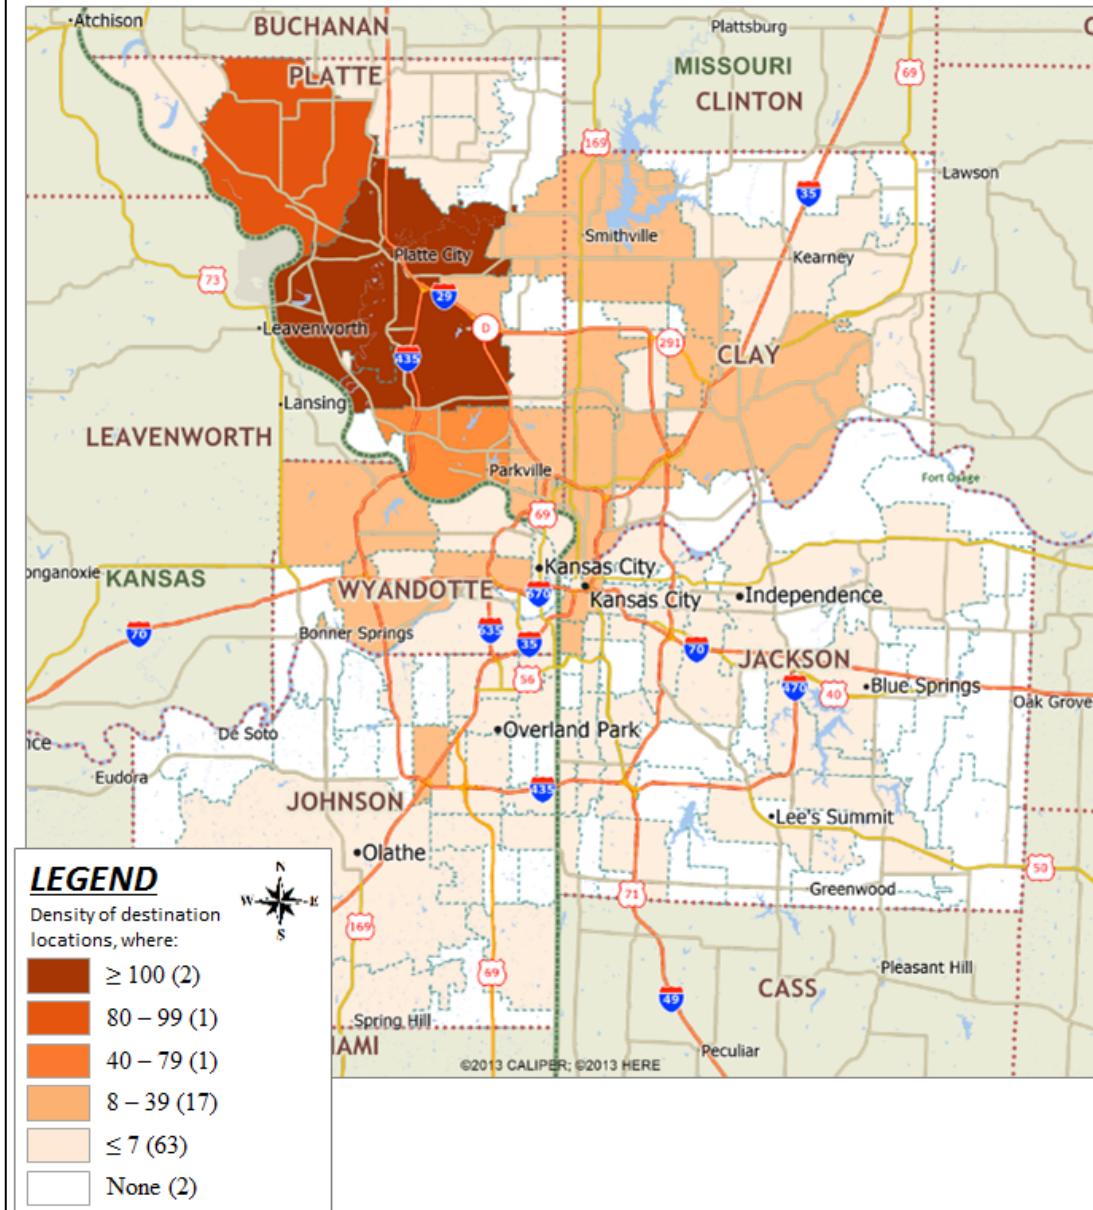 Atchison
BUCHANAN
Plattsburg
PLATTE
MISSOURI
69
CLINTON
169
Lawson
35
Smithville
Platte City
Kearney
73
29
Leavenworth
D
291
435
CLAY
Lansing
LEAVENWORTH
Parkville
Fort Osage
69
Kansas City
onganoxie
KANSAS
WYANDOTTE
670
Kansas City
Independence
70
Bonner Springs
635
35
70
JACKSON
56
470
40
Blue Springs
Oak Grove
De Soto
Overland Park
nce
Eudora
435
JOHNSON
Lee's Summit
Olathe
50
71
Greenwood
169
69
Pleasant Hill
CASS
49
Spring Hill
IAMI
Peculiar
©2013 CALIPER; ©2013 HERE
LEGEND
N
W E
S
Density of destination
locations, where:
≥ 100 (2)
80 – 99 (1)
40 – 79 (1)
8 – 39 (17)
≤ 7 (63)
None (2)